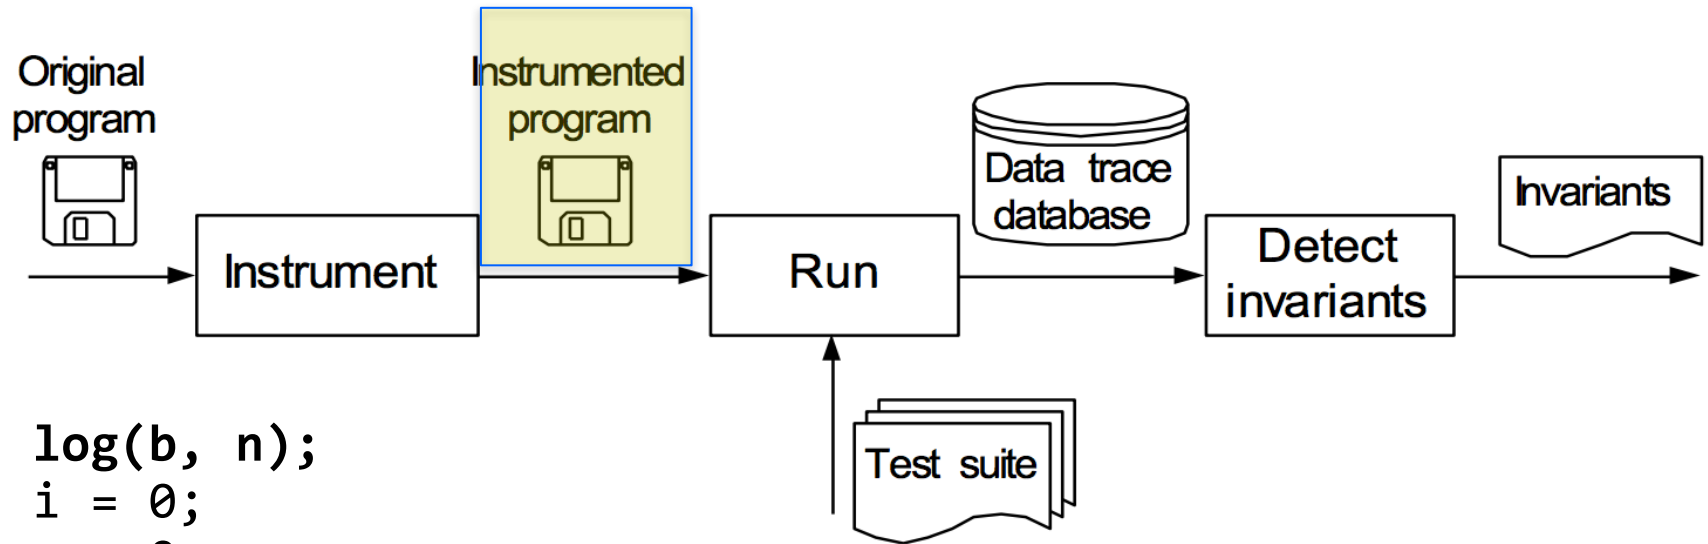 Original
program
Instrumented
program
Data trace
database
Invariants
Instrument
Run
Detect
invariants
Test suite
log(b, n);
i = 0;